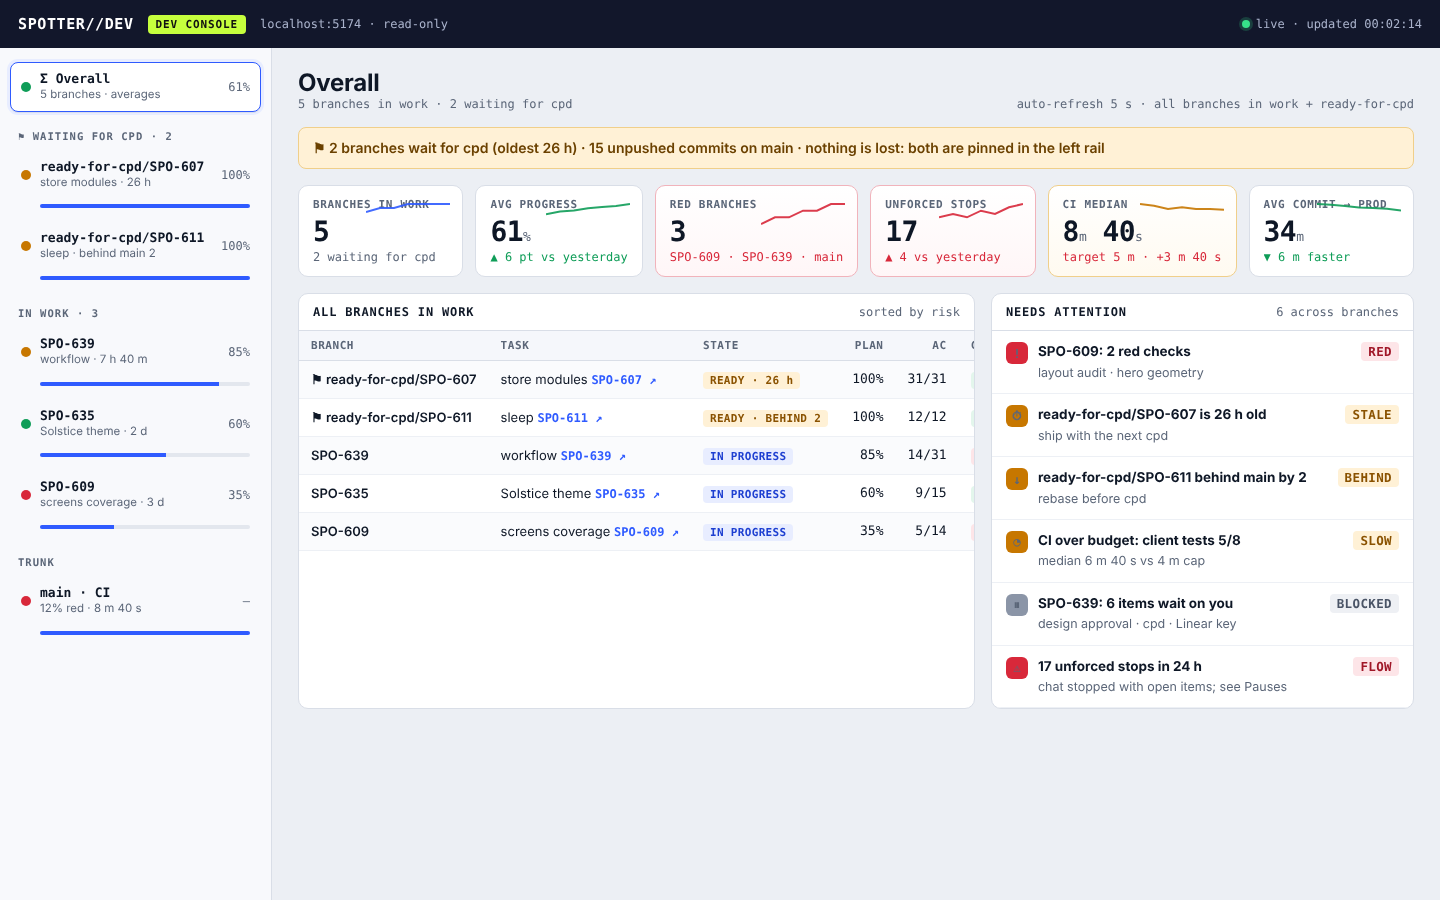 SPOTTER//DEV DEV CONSOLE localhost:5174 · read-only live · updated 00:02:14
Σ Overall 61%
5 branches · averages
⚑ WAITING FOR CPD · 2
ready-for-cpd/SPO-607 100%
store modules · 26 h
ready-for-cpd/SPO-611 100%
sleep · behind main 2
IN WORK · 3
SPO-639 85%
workflow · 7 h 40 m
SPO-635 60%
Solstice theme · 2 d
SPO-609 35%
screens coverage · 3 d
TRUNK
main · CI —
12% red · 8 m 40 s
Overall
5 branches in work · 2 waiting for cpd auto-refresh 5 s · all branches in work + ready-for-cpd
⚑ 2 branches wait for cpd (oldest 26 h) · 15 unpushed commits on main · nothing is lost: both are pinned in the left rail
BRANCHES IN WORK
5
2 waiting for cpd
AVG PROGRESS
61%
▲ 6 pt vs yesterday
RED BRANCHES
3
SPO-609 · SPO-639 · main
UNFORCED STOPS
17
▲ 4 vs yesterday
CI MEDIAN
8m 40s
target 5 m · +3 m 40 s
AVG COMMIT → PROD
34m
▼ 6 m faster
ALL BRANCHES IN WORK sorted by risk
BRANCH TASK STATE PLAN AC
⚑ ready-for-cpd/SPO-607 store modules SPO-607 ↗ READY · 26 h 100% 31/31
⚑ ready-for-cpd/SPO-611 sleep SPO-611 ↗ READY · BEHIND 2 100% 12/12
SPO-639 workflow SPO-639 ↗ IN PROGRESS 85% 14/31
SPO-635 Solstice theme SPO-635 ↗ IN PROGRESS 60% 9/15
SPO-609 screens coverage SPO-609 ↗ IN PROGRESS 35% 5/14
NEEDS ATTENTION 6 across branches
SPO-609: 2 red checks RED
layout audit · hero geometry
ready-for-cpd/SPO-607 is 26 h old STALE
ship with the next cpd
ready-for-cpd/SPO-611 behind main by 2 BEHIND
rebase before cpd
CI over budget: client tests 5/8 SLOW
median 6 m 40 s vs 4 m cap
SPO-639: 6 items wait on you BLOCKED
design approval · cpd · Linear key
17 unforced stops in 24 h FLOW
chat stopped with open items; see Pauses